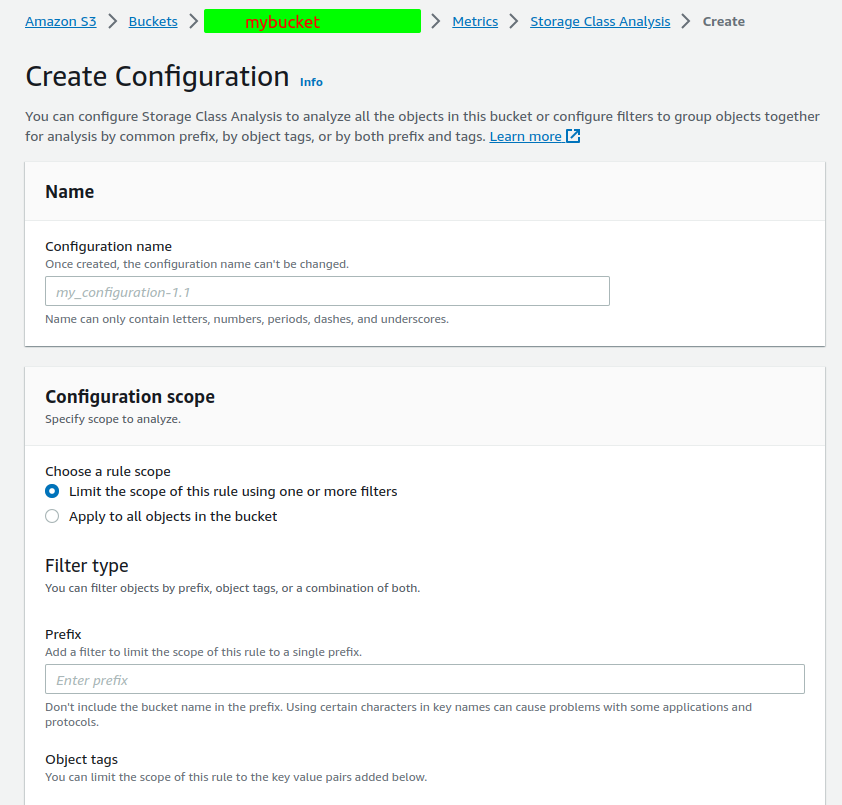 Amazon S3 > Buckets > mybucket > Metrics > Storage Class Analysis > Create
Create Configuration Info
You can configure Storage Class Analysis to analyze all the objects in this bucket or configure filters to group objects together
for analysis by common prefix, by object tags, or by both prefix and tags. Learn more
Name
Configuration name
Once created, the configuration name can't be changed.
my_configuration-1.1
Name can only contain letters, numbers, periods, dashes, and underscores.
Configuration scope
Specify scope to analyze.
Choose a rule scope
Limit the scope of this rule using one or more filters
Apply to all objects in the bucket
Filter type
You can filter objects by prefix, object tags, or a combination of both.
Prefix
Add a filter to limit the scope of this rule to a single prefix.
Enter prefix
Don't include the bucket name in the prefix. Using certain characters in key names can cause problems with some applications and
protocols.
Object tags
You can limit the scope of this rule to the key value pairs added below.